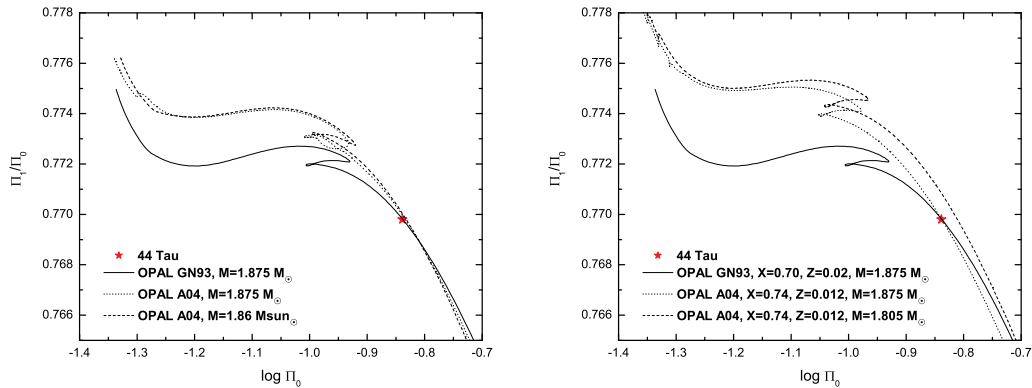 0.778
0.776
0.774
0.772
0.770
0.768
0.766
Π₁/Π₀
44 Tau
OPAL GN93, M=1.875 M☉
OPAL A04, M=1.875 M☉
OPAL A04, M=1.86 Msun☉
-1.4 -1.3 -1.2 -1.1 -1.0 -0.9 -0.8 -0.7
log Π₀
0.778
0.776
0.774
0.772
0.770
0.768
0.766
Π₁/Π₀
44 Tau
OPAL GN93, X=0.70, Z=0.02, M=1.875 M☉
OPAL A04, X=0.74, Z=0.012, M=1.875 M☉
OPAL A04, X=0.74, Z=0.012, M=1.805 M☉
-1.4 -1.3 -1.2 -1.1 -1.0 -0.9 -0.8 -0.7
log Π₀